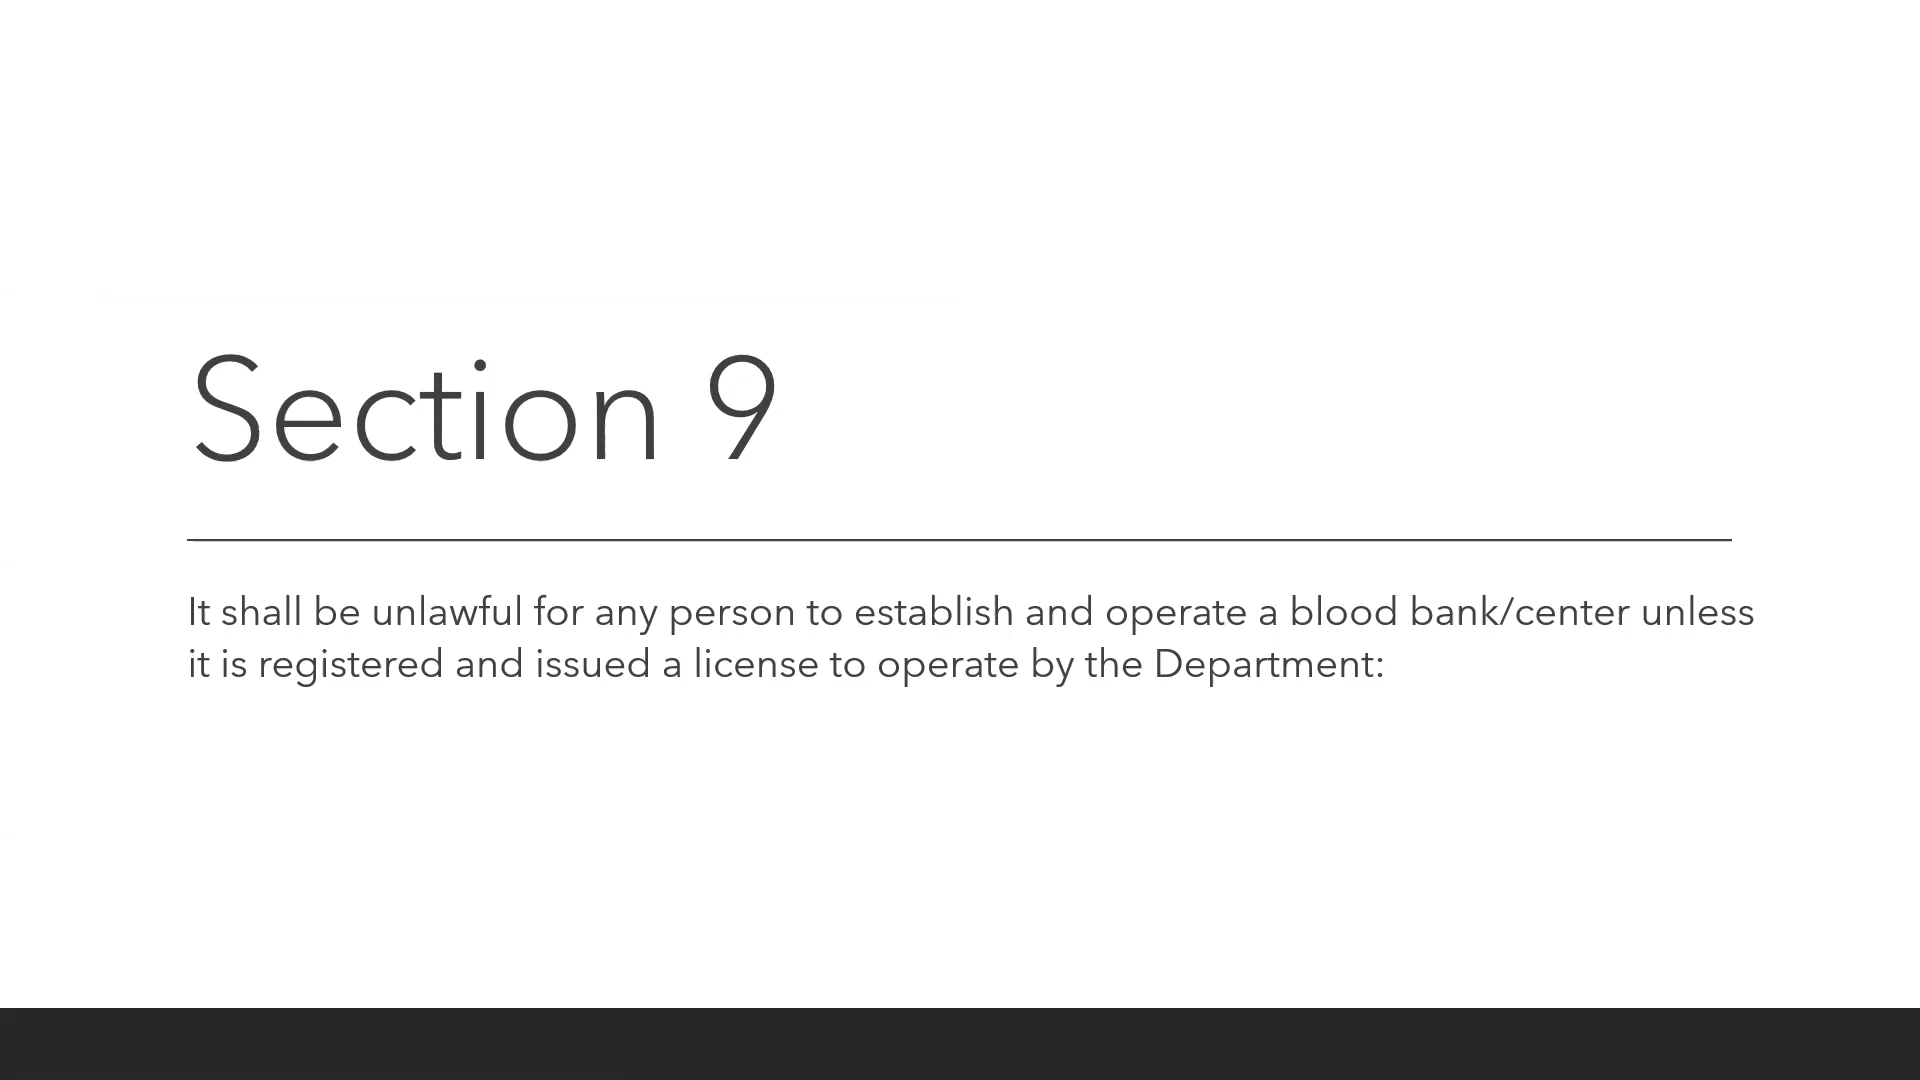 Section 9
It shall be unlawful for any person to establish and operate a blood bank/center unless
it is registered and issued a license to operate by the Department: